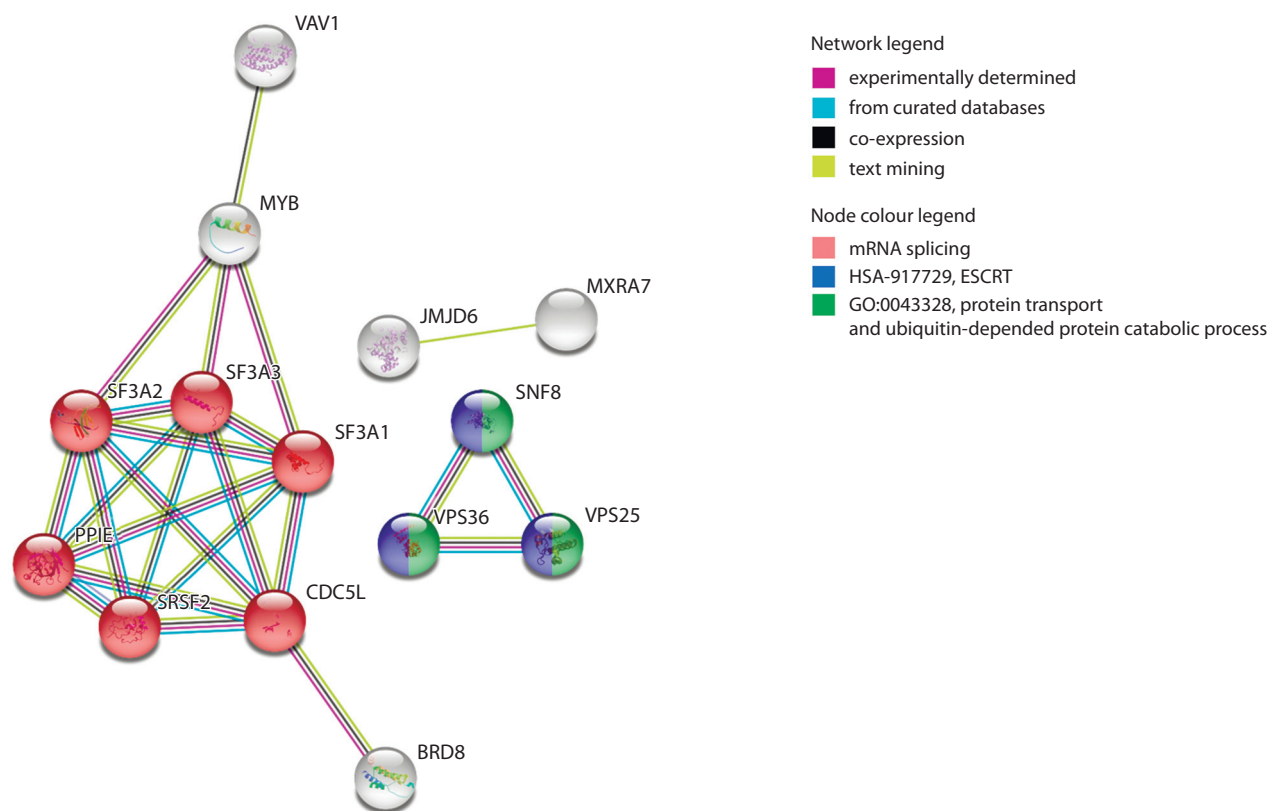 VAV1
MYB
MXRA7
JMJD6
SF3A3
SF3A2
SNF8
SF3A1
VPS36
VPS25
PPIE
CDC5L
SRSF2
BRD8
Network legend
experimentally determined
from curated databases
co-expression
text mining
Node colour legend
mRNA splicing
HSA-917729, ESCRT
GO:0043328, protein transport
and ubiquitin-depended protein catabolic process